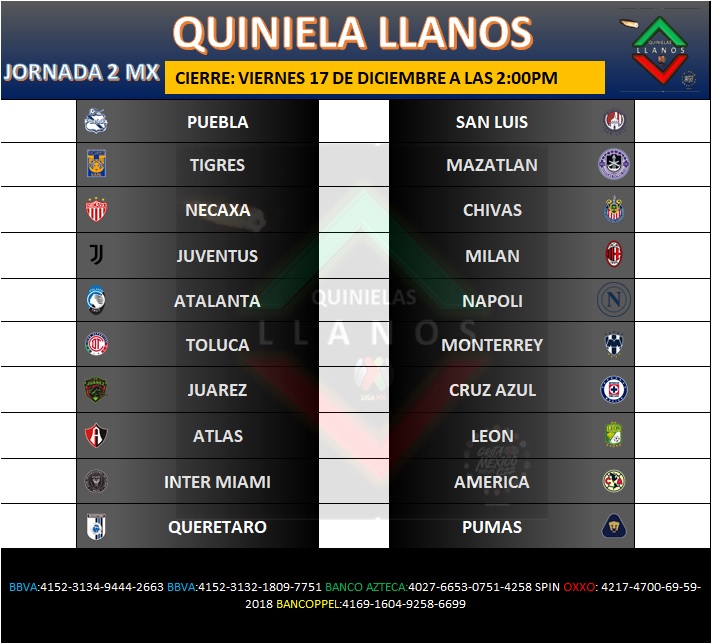 QUINIELA LLANOS
QUINIELAS
LLANOS
JORNADA 2 MX
CIERRE: VIERNES 17 DE DICIEMBRE A LAS 2:00PM
PUEBLA SAN LUIS
TIGRES MAZATLAN
NECAXA CHIVAS
JUVENTUS MILAN
ATALANTA NAPOLI
QUINIELAS
LLANOS
TOLUCA MONTERREY
LIGA MX
JUAREZ CRUZ AZUL
ATLAS LEON
INTER MIAMI AMERICA
QUERETARO PUMAS
BBVA:4152-3134-9444-2663 BBVA:4152-3132-1809-7751 BANCO AZTECA:4027-6653-0751-4258 SPIN OXXO: 4217-4700-69-59-
2018 BANCOPPEL:4169-1604-9258-6699